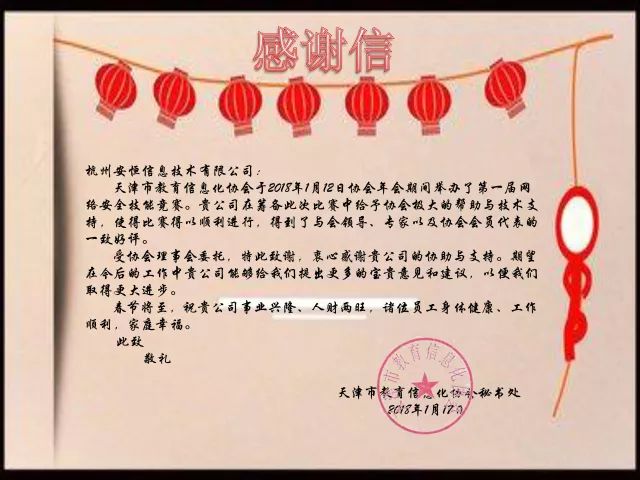 感谢信
杭州安恒信息技术有限公司：
天津市教育信息化协会于2018年1月12日协会年会期间举办了第一届网
络安全技能竞赛。贵公司在筹备此次比赛中给予协会极大的帮助与技术支
持，使得比赛得以顺利进行，得到了与会领导、专家以及协会会员代表的
一致好评。
受协会理事会委托，特此致谢，衷心感谢贵公司的协助与支持。期望
在今后的工作中贵公司能够给我们提出更多的宝贵意见和建议，以便我们
取得更大进步。
春节将至，祝贵公司事业兴隆、人财两旺，诸位员工身体健康、工作
顺利，家庭幸福。
此致
敬礼
天津市教育信息化协会秘书处
2018年1月17日
市教育信息化